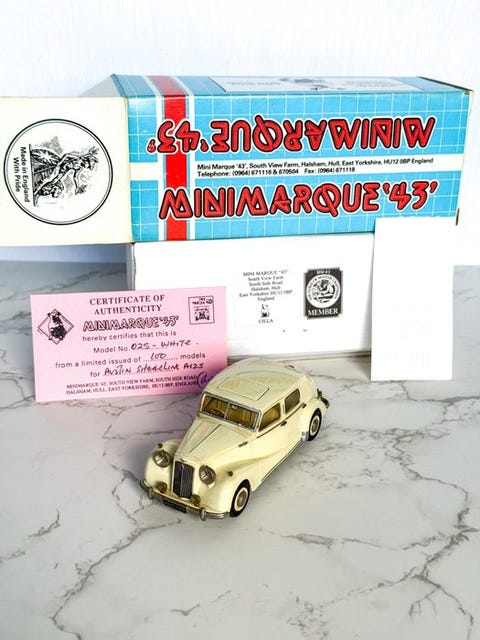 MINIMARQUE '43'
Mini Marque '43', South View Farm, Halsham, Hull, East Yorkshire, HU12 0BP England
Telephone: (0964) 671116 & 670504 Fax: (0964) 671118
MINIMARQUE '43'
'43'
Made in England
With Pride
MINI MARQUE '43'
South View Farm
South Side Road
Halsham, Hull
East Yorkshire HU12 0BP
England
CILLA
MEMBER
CERTIFICATE OF
AUTHENTICITY
MINIMARQUE '43'
hereby certifies that this is
Model No. 025 - WHITE.
from a limited issue of 100 models
for AUSTIN SHEERLINE A125
MINIMARQUE '43', SOUTH VIEW FARM, SOUTH SIDE ROAD
HALSHAM, HULL, EAST YORKSHIRE, HU12 0BP, ENGLAND